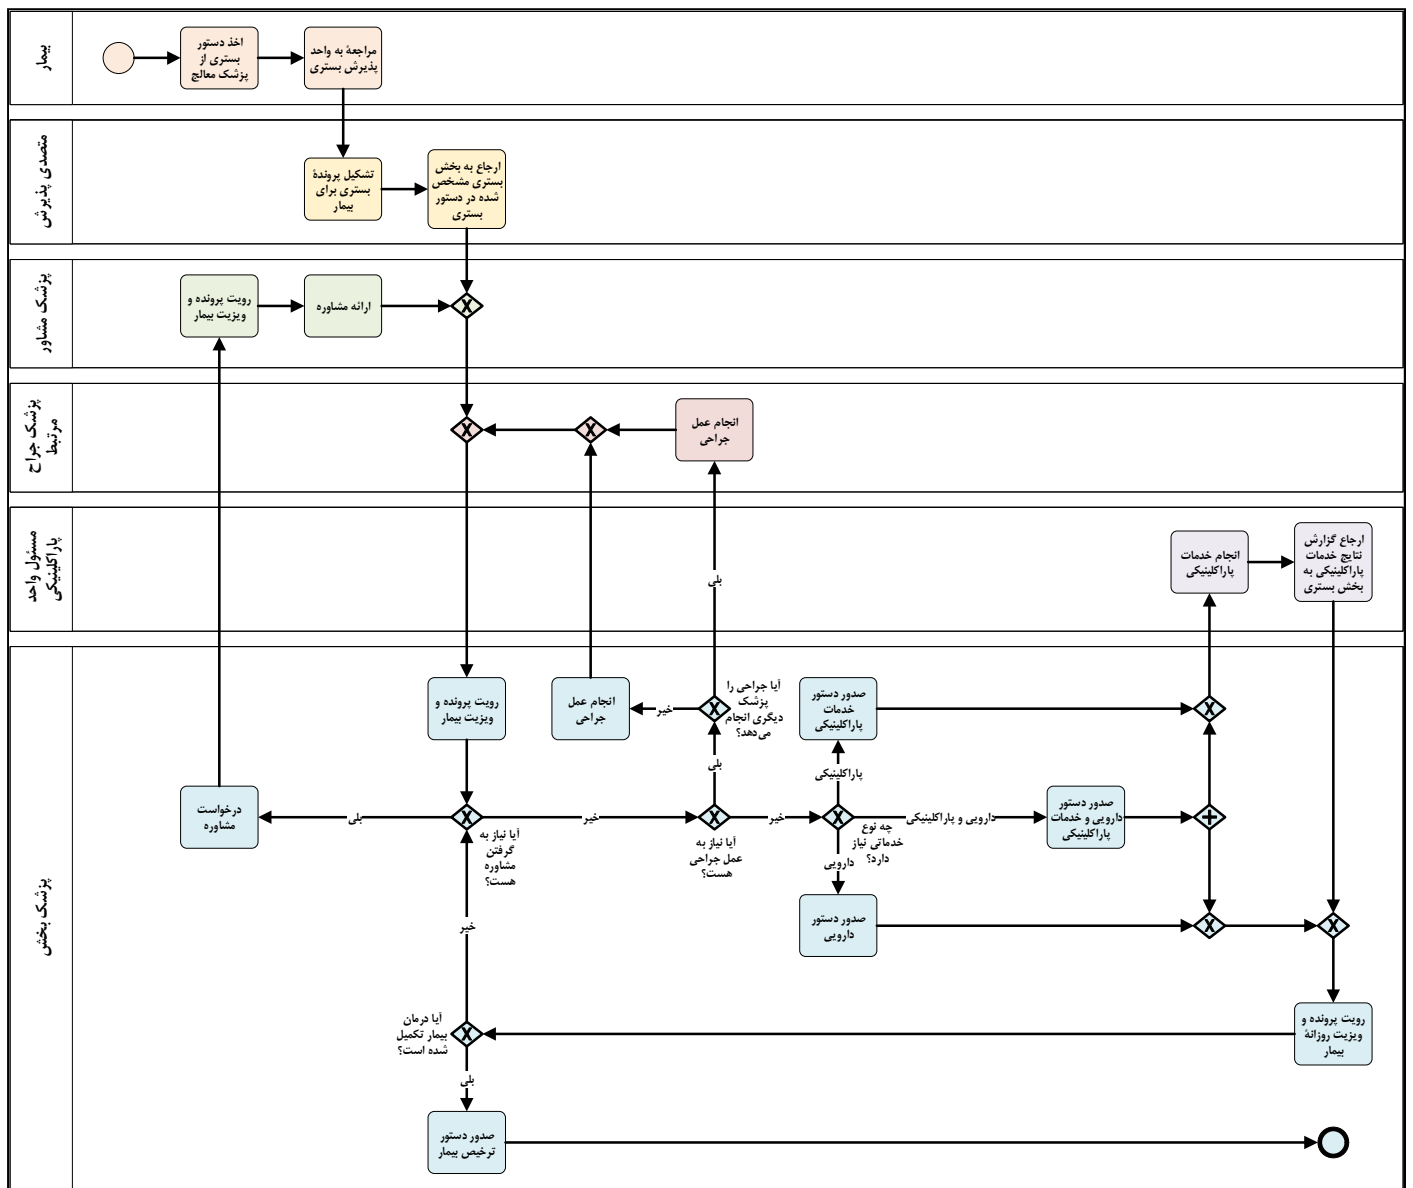 بیمار
اخذ دستور
بستری از
پزشک معالج
مراجعهٔ به واحد
پذیرش بستری
متصدی پذیرش
تشکیل پروندهٔ
بستری برای
بیمار
ارجاع به بخش
بستری مشخص
شده در دستور
بستری
پزشک مشاور
رویت پرونده و
ویزیت بیمار
ارائه مشاوره
X
پزشک جراح
مرتبط
X
X
انجام عمل
جراحی
مسئول واحد
پاراکلینیکی
بلی
انجام خدمات
پاراکلینیکی
ارجاع گزارش
نتایج خدمات
پاراکلینیکی به
بخش بستری
پزشک بخش
رویت پرونده و
ویزیت بیمار
انجام عمل
جراحی
خیر
X
آیا جراحی را
پزشک
دیگری انجام
می‌دهد؟
صدور دستور
خدمات
پاراکلینیکی
X
بلی
پاراکلینیکی
درخواست
مشاوره
بلی
X
آیا نیاز به
گرفتن
مشاوره
هست؟
خیر
X
آیا نیاز به
عمل جراحی
هست؟
خیر
X
چه نوع
خدماتی نیاز
دارد؟
دارویی و پاراکلینیکی
صدور دستور
دارویی و خدمات
پاراکلینیکی
+
دارویی
صدور دستور
دارویی
X
X
خیر
رویت پرونده و
ویزیت روزانهٔ
بیمار
آیا درمان
بیمار تکمیل
شده است؟
X
بلی
صدور دستور
ترخیص بیمار